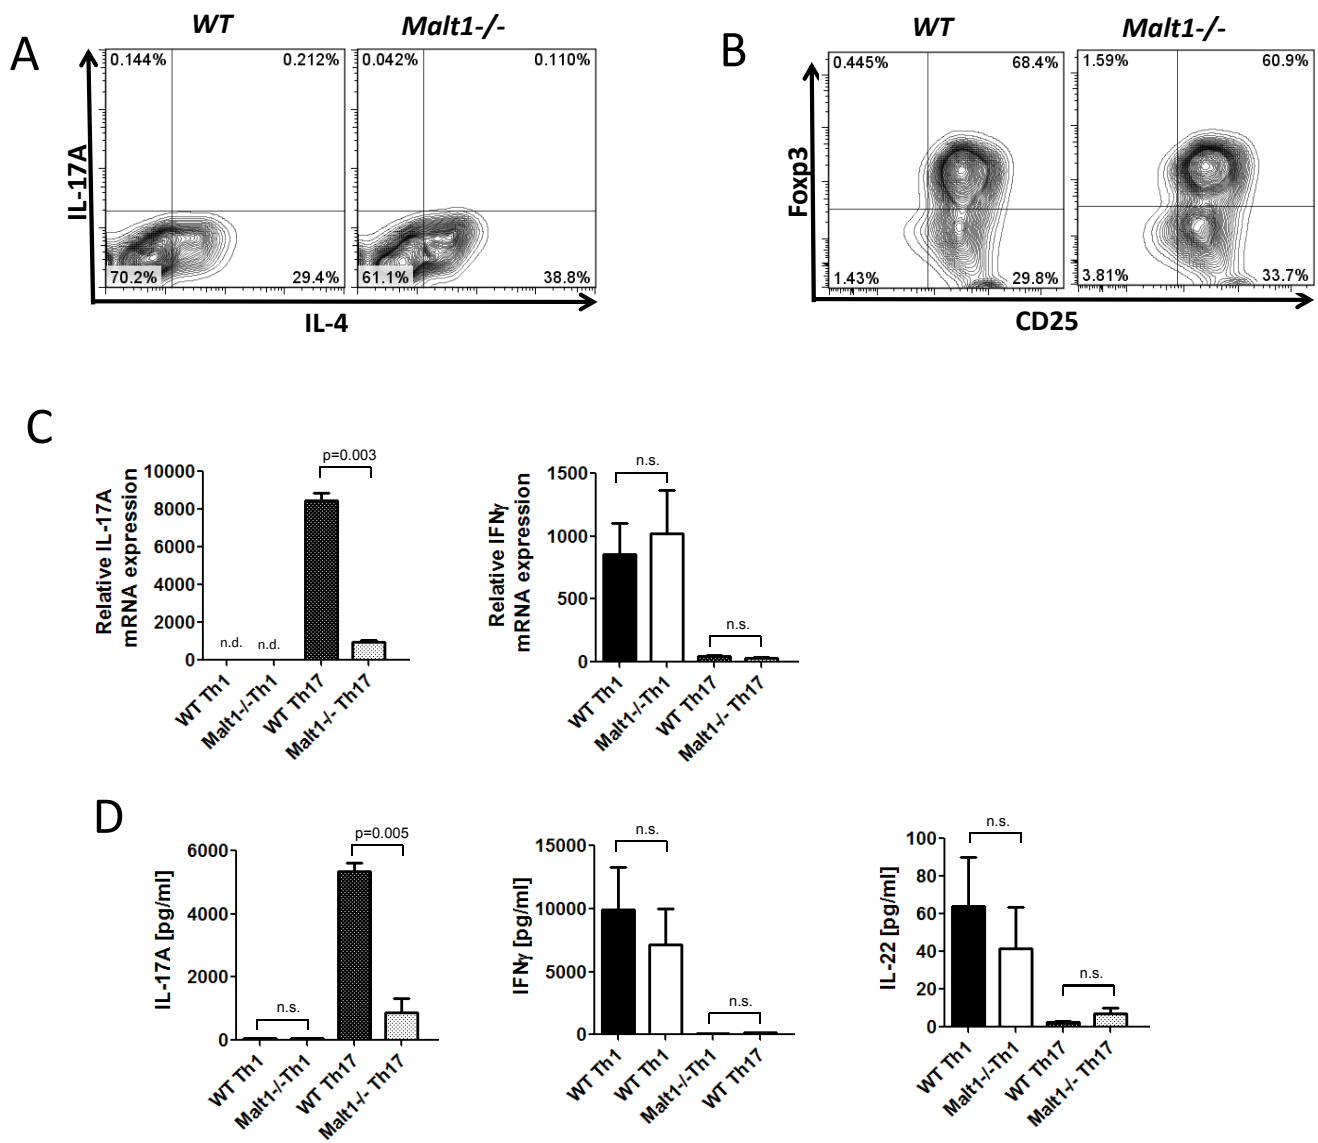 A
WT
Malt1-/-
0.144%
0.212%
0.042%
0.110%
IL-17A
70.2%
29.4%
61.1%
38.8%
IL-4
B
WT
Malt1-/-
0.445%
68.4%
1.59%
60.9%
Foxp3
1.43%
29.8%
3.81%
33.7%
CD25
C
Relative IL-17A
mRNA expression
10000
8000
6000
4000
2000
0
n.d.
n.d.
p=0.003
WT Th1
Malt1-/-Th1
WT Th17
Malt1-/- Th17
Relative IFNγ
mRNA expression
1500
1000
500
0
n.s.
n.s.
WT Th1
Malt1-/-Th1
WT Th17
Malt1-/- Th17
D
IL-17A [pg/ml]
6000
4000
2000
0
n.s.
p=0.005
WT Th1
Malt1-/-Th1
WT Th17
Malt1-/- Th17
IFNγ [pg/ml]
15000
10000
5000
0
n.s.
n.s.
WT Th1
WT Th1
Malt1-/-Th1
WT Th17
IL-22 [pg/ml]
100
80
60
40
20
0
n.s.
n.s.
WT Th1
Malt1-/-Th1
WT Th17
Malt1-/- Th17